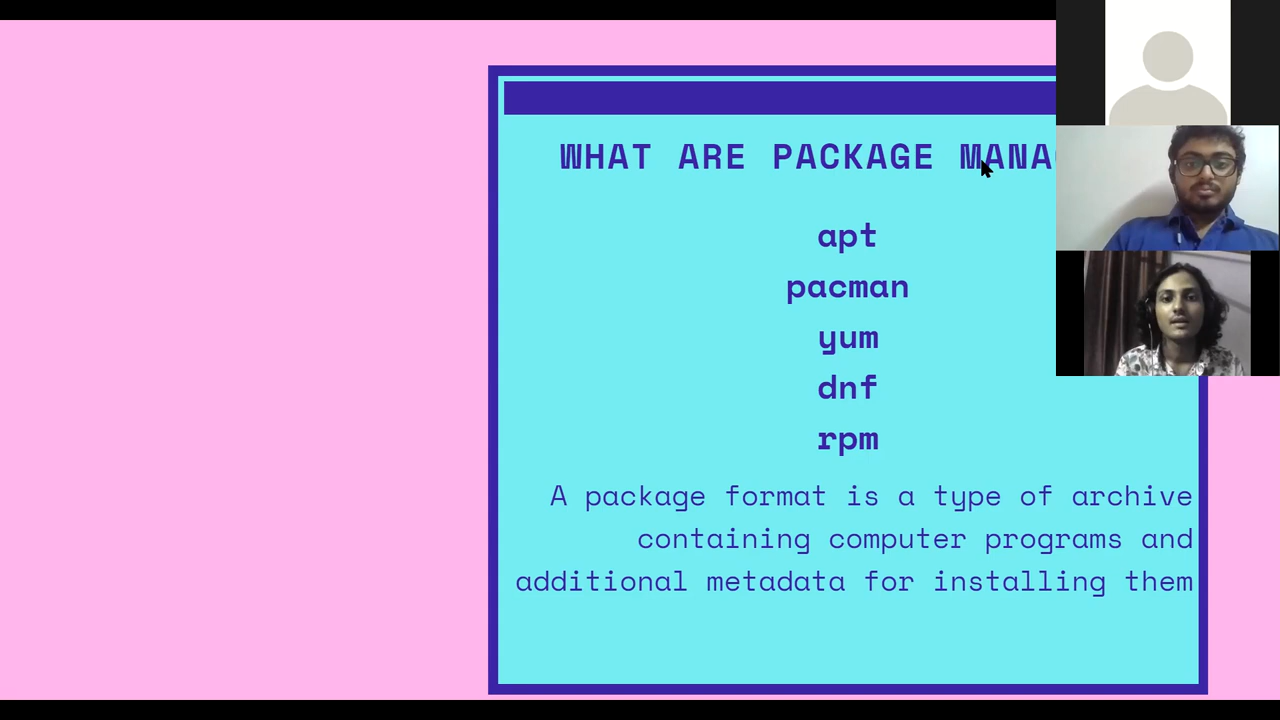 WHAT ARE PACKAGE
apt
pacman
yum
dnf
rpm
A package format is a type of archive
containing computer programs and
additional metadata for installing them